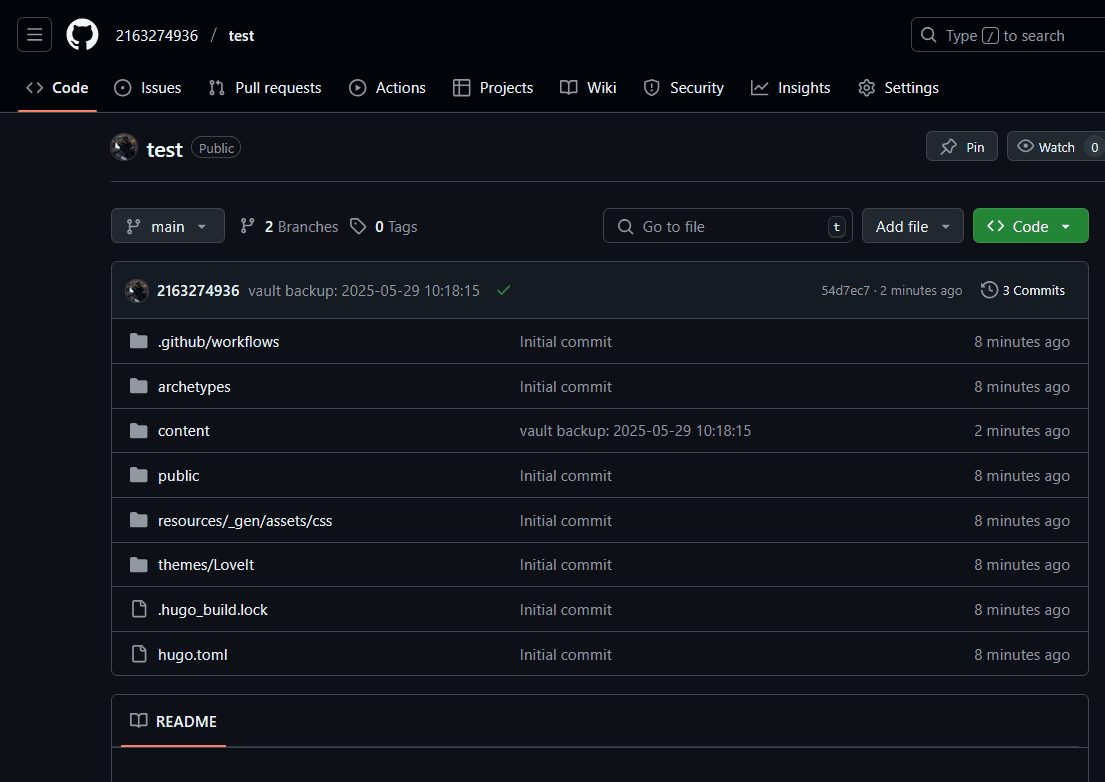 2163274936 / test
Type / to search
Code Issues Pull requests Actions Projects Wiki Security Insights Settings
test Public
Pin Watch 0
main 2 Branches 0 Tags Go to file t Add file Code
2163274936 vault backup: 2025-05-29 10:18:15 54d7ec7 · 2 minutes ago 3 Commits
.github/workflows Initial commit 8 minutes ago
archetypes Initial commit 8 minutes ago
content vault backup: 2025-05-29 10:18:15 2 minutes ago
public Initial commit 8 minutes ago
resources/_gen/assets/css Initial commit 8 minutes ago
themes/LoveIt Initial commit 8 minutes ago
.hugo_build.lock Initial commit 8 minutes ago
hugo.toml Initial commit 8 minutes ago
README